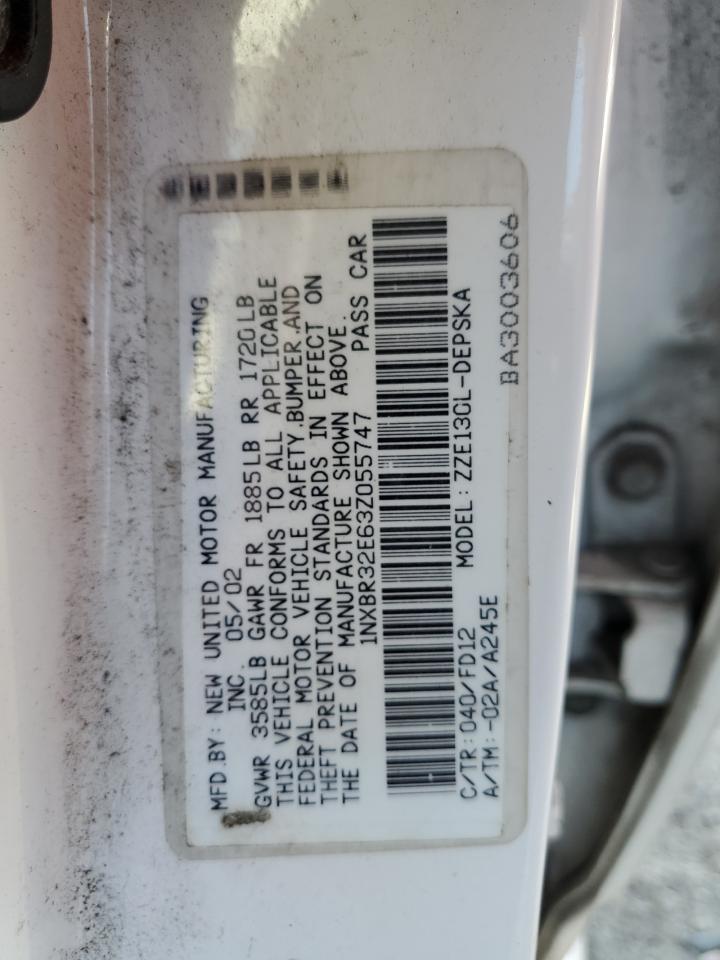 MFD.BY: NEW UNITED MOTOR MANUFACTURING
INC. 05/02
GVWR 3585LB GAWR FR 1885LB RR 1720LB
THIS VEHICLE CONFORMS TO ALL APPLICABLE
FEDERAL MOTOR VEHICLE SAFETY.BUMPER.AND
THEFT PREVENTION STANDARDS IN EFFECT ON
THE DATE OF MANUFACTURE SHOWN ABOVE.
1NXBR32E63Z055747 PASS CAR
C/TR:040/FD12 MODEL:ZZE130L-DEPSKA
A/TM:-02A/A245E
BA3003606